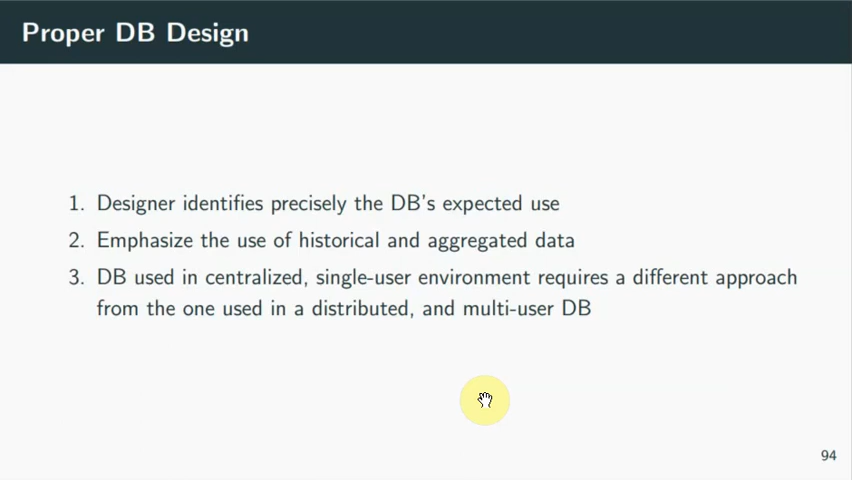 Proper DB Design
1. Designer identifies precisely the DB's expected use
2. Emphasize the use of historical and aggregated data
3. DB used in centralized, single-user environment requires a different approach
from the one used in a distributed, and multi-user DB
94